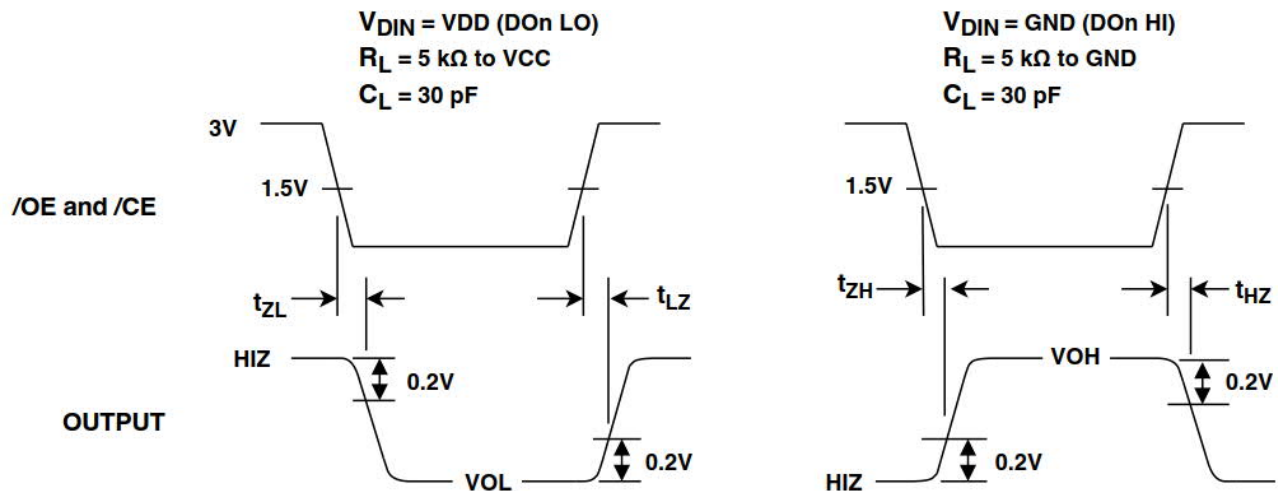 V_DIN = VDD (DOn LO)
R_L = 5 kΩ to VCC
C_L = 30 pF
V_DIN = GND (DOn HI)
R_L = 5 kΩ to GND
C_L = 30 pF
3V
1.5V
1.5V
/OE and /CE
t_ZL
t_LZ
t_ZH
t_HZ
HIZ
0.2V
VOH
0.2V
OUTPUT
VOL
0.2V
HIZ
0.2V